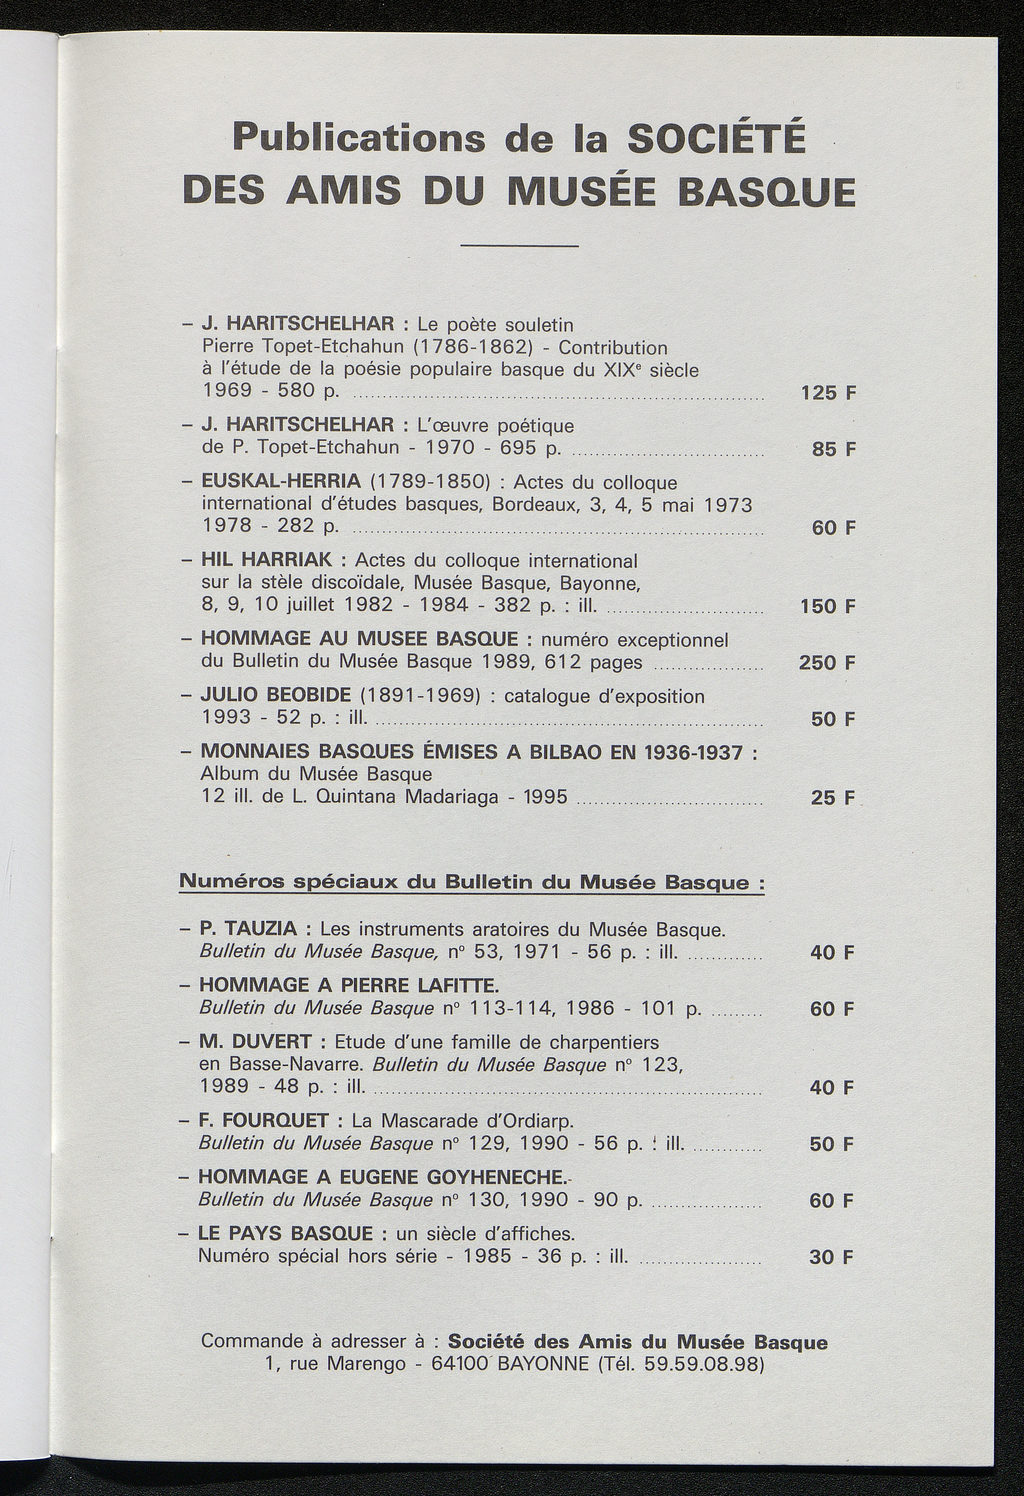 Publications de la SOCIÉTÉ
DES AMIS DU MUSÉE BASQUE
– J. HARITSCHELHAR : Le poète souletin
Pierre Topet-Etchahun (1786-1862) - Contribution
à l'étude de la poésie populaire basque du XIXe siècle
1969 - 580 p. ........................ 125 F
– J. HARITSCHELHAR : L'œuvre poétique
de P. Topet-Etchahun - 1970 - 695 p. ........................ 85 F
– EUSKAL-HERRIA (1789-1850) : Actes du colloque
international d'études basques, Bordeaux, 3, 4, 5 mai 1973
1978 - 282 p. ........................ 60 F
– HIL HARRIAK : Actes du colloque international
sur la stèle discoïdale, Musée Basque, Bayonne,
8, 9, 10 juillet 1982 - 1984 - 382 p. : ill. ........................ 150 F
– HOMMAGE AU MUSEE BASQUE : numéro exceptionnel
du Bulletin du Musée Basque 1989, 612 pages ........................ 250 F
– JULIO BEOBIDE (1891-1969) : catalogue d'exposition
1993 - 52 p. : ill. ........................ 50 F
– MONNAIES BASQUES ÉMISES A BILBAO EN 1936-1937 :
Album du Musée Basque
12 ill. de L. Quintana Madariaga - 1995 ........................ 25 F
Numéros spéciaux du Bulletin du Musée Basque :
– P. TAUZIA : Les instruments aratoires du Musée Basque.
Bulletin du Musée Basque, n° 53, 1971 - 56 p. : ill. ........................ 40 F
– HOMMAGE A PIERRE LAFITTE.
Bulletin du Musée Basque n° 113-114, 1986 - 101 p. ........................ 60 F
– M. DUVERT : Etude d'une famille de charpentiers
en Basse-Navarre. Bulletin du Musée Basque n° 123,
1989 - 48 p. : ill. ........................ 40 F
– F. FOURQUET : La Mascarade d'Ordiarp.
Bulletin du Musée Basque n° 129, 1990 - 56 p. : ill. ........................ 50 F
– HOMMAGE A EUGENE GOYHENECHE.
Bulletin du Musée Basque n° 130, 1990 - 90 p. ........................ 60 F
– LE PAYS BASQUE : un siècle d'affiches.
Numéro spécial hors série - 1985 - 36 p. : ill. ........................ 30 F
Commande à adresser à : Société des Amis du Musée Basque
1, rue Marengo - 64100 BAYONNE (Tél. 59.59.08.98)